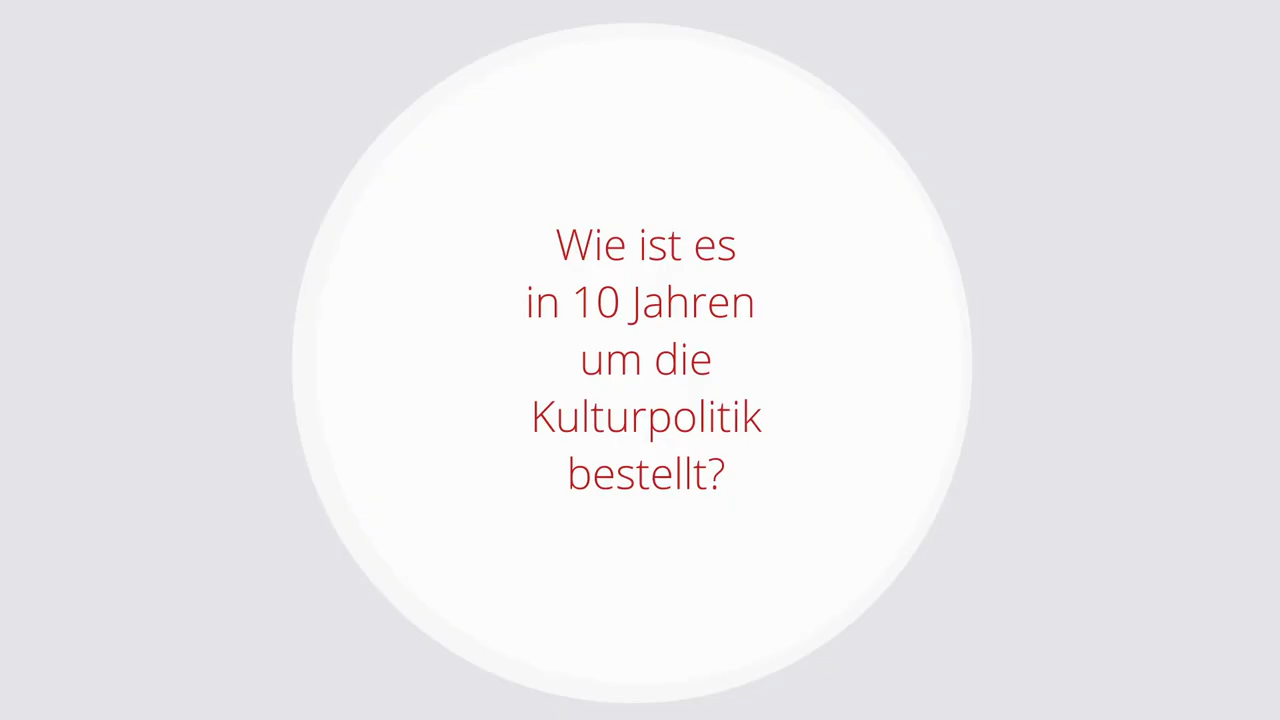 Wie ist es
in 10 Jahren
um die
Kulturpolitik
bestellt?